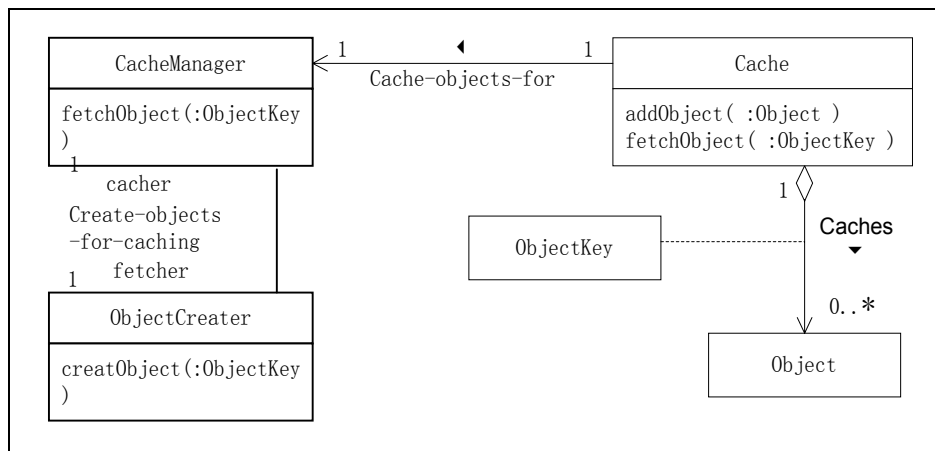 CacheManager
fetchObject(:ObjectKey
)
1
cacher
Create-objects
-for-caching
fetcher
1
ObjectCreater
creatObject(:ObjectKey
)
1
1
Cache-objects-for
Cache
addObject( :Object )
fetchObject( :ObjectKey )
1
ObjectKey
Caches
0..*
Object